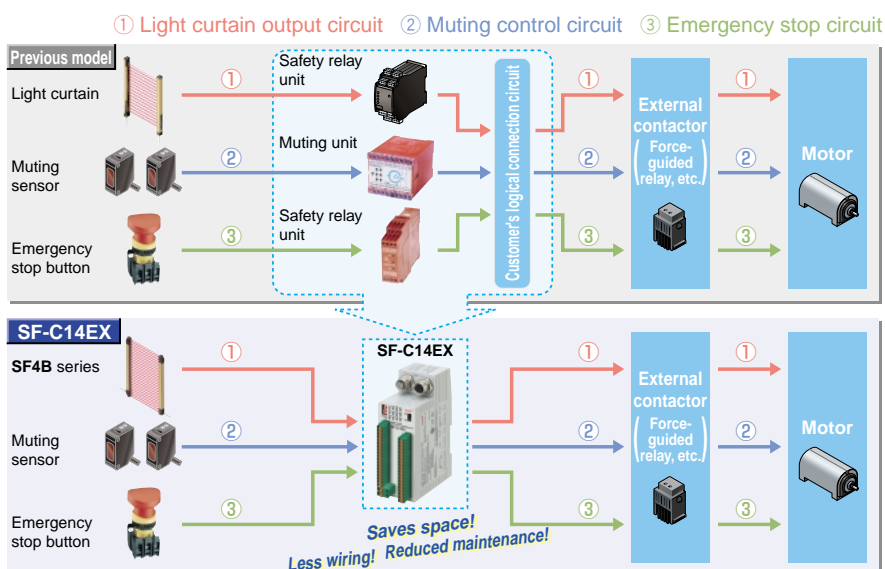 ① Light curtain output circuit ② Muting control circuit ③ Emergency stop circuit
Previous model
Light curtain
①
Safety relay
unit
①
External
contactor
(Force-
guided
relay, etc.)
①
Motor
Muting
sensor
②
Muting unit
Customer's logical connection circuit
②
②
Emergency
stop button
③
Safety relay
unit
③
③
SF-C14EX
SF4B series
①
SF-C14EX
①
External
contactor
(Force-
guided
relay, etc.)
①
Motor
Muting
sensor
②
②
②
Emergency
stop button
③
③
③
Saves space!
Less wiring! Reduced maintenance!